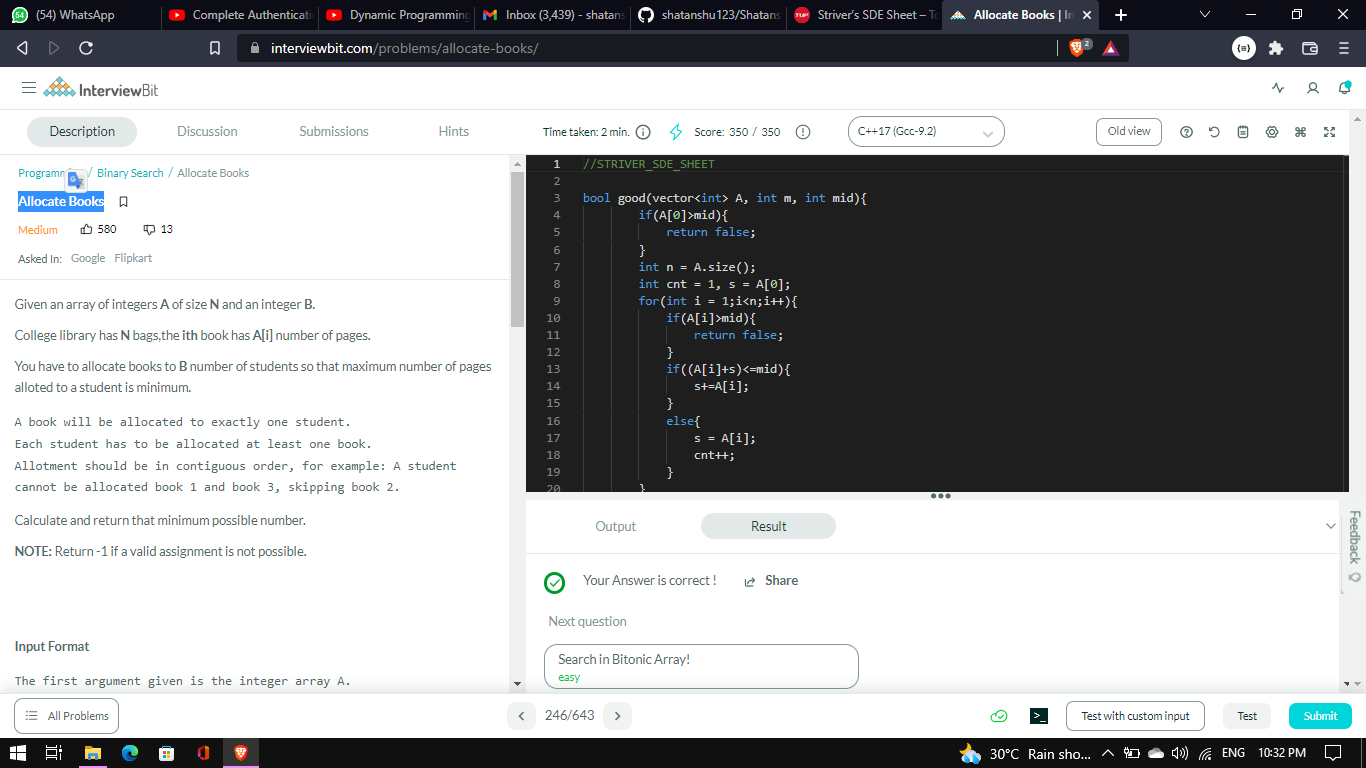 (54) WhatsApp
Complete Authenticati
Dynamic Programming
Inbox (3,439) - shatans
shatanshu123/Shatans
Striver's SDE Sheet – To
Allocate Books | In
interviewbit.com/problems/allocate-books/
2
InterviewBit
Description
Discussion
Submissions
Hints
Time taken: 2 min.
Score: 350 / 350
C++17 (Gcc-9.2)
Old view
/ Binary Search / Allocate Books
Allocate Books
Medium
580
13
Asked In: Google Flipkart
Given an array of integers A of size N and an integer B.
College library has N bags,the ith book has A[i] number of pages.
You have to allocate books to B number of students so that maximum number of pages
alloted to a student is minimum.
A book will be allocated to exactly one student.
Each student has to be allocated at least one book.
Allotment should be in contiguous order, for example: A student
cannot be allocated book 1 and book 3, skipping book 2.
Calculate and return that minimum possible number.
NOTE: Return -1 if a valid assignment is not possible.
Input Format
The first argument given is the integer array A.
1 //STRIVER_SDE_SHEET
2
3 bool good(vector<int> A, int m, int mid){
4 if(A[0]>mid){
5 return false;
6 }
7 int n = A.size();
8 int cnt = 1, s = A[0];
9 for(int i = 1;i<n;i++){
10 if(A[i]>mid){
11 return false;
12 }
13 if((A[i]+s)<=mid){
14 s+=A[i];
15 }
16 else{
17 s = A[i];
18 cnt++;
19 }
20 }
Output
Result
Your Answer is correct !
Share
Next question
Search in Bitonic Array!
easy
Feedback
All Problems
246/643
Test with custom input
Test
Submit
30°C Rain sho...
ENG
10:32 PM